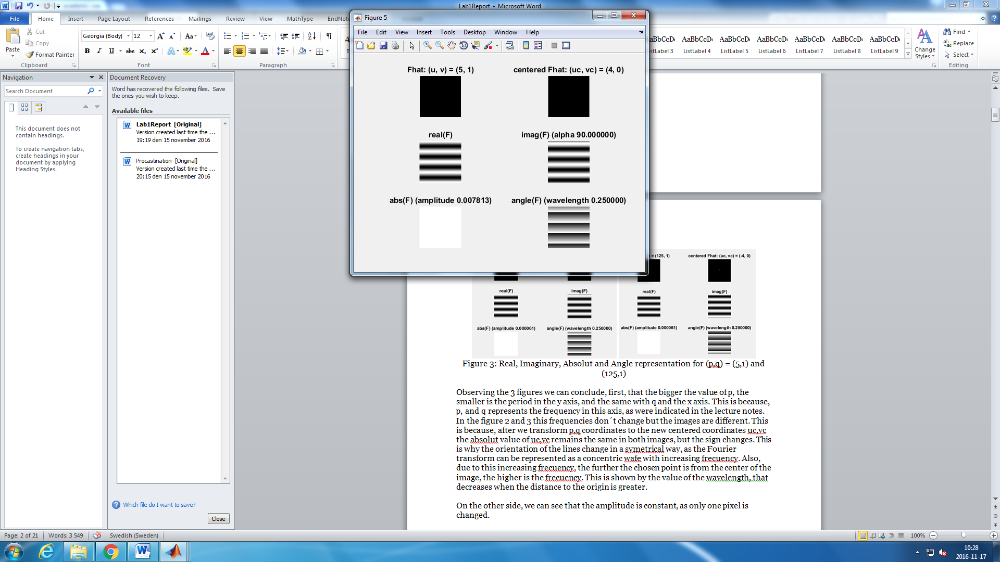 Lab1Report - Microsoft Word
File Home Insert Page Layout References Mailings Review View MathType EndNote
Cut
Copy
Format Painter
Paste
Clipboard
Georgia (Body) 12
Font
Paragraph
AaBbCcDc AaBbCcDc AaBbCcDc AaBbCcDc AaBbCcDc AaBbCcDc
ListLabel 3 ListLabel 4 ListLabel 5 ListLabel 6 ListLabel 7 ListLabel 8 ListLabel 9
Change
Styles
Find
Replace
Select
Editing
Navigation
Search Document
This document does not
contain headings.
To create navigation tabs,
create headings in your
document by applying
Heading Styles.
Document Recovery
Word has recovered the following files. Save
the ones you wish to keep.
Available files
Lab1Report [Original]
Version created last time the ...
19:19 den 15 november 2016
Procastination [Original]
Version created last time the ...
20:15 den 15 november 2016
Which file do I want to save?
Close
Figure 5
File Edit View Insert Tools Desktop Window Help
Fhat: (u, v) = (5, 1)
centered Fhat: (uc, vc) = (4, 0)
real(F)
imag(F) (alpha 90.000000)
abs(F) (amplitude 0.007813)
angle(F) (wavelength 0.250000)
= (125, 1)
centered Fhat: (uc, vc) = (-4, 0)
real(F) imag(F) real(F) imag(F)
abs(F) (amplitude 0.000061) angle(F) (wavelength 0.250000) abs(F) (amplitude 0.000061) angle(F) (wavelength 0.250000)
Figure 3: Real, Imaginary, Absolut and Angle representation for (p,q) = (5,1) and
(125,1)
Observing the 3 figures we can conclude, first, that the bigger the value of p, the
smaller is the period in the y axis, and the same with q and the x axis. This is because,
p, and q represents the frequency in this axis, as were indicated in the lecture notes.
In the figure 2 and 3 this frequencies don´t change but the images are different. This
is because, after we transform p,q coordinates to the new centered coordinates uc,vc
the absolut value of uc,vc remains the same in both images, but the sign changes. This
is why the orientation of the lines change in a symetrical way, as the Fourier
transform can be represented as a concentric wafe with increasing frecuency. Also,
due to this increasing frecuency, the further the chosen point is from the center of the
image, the higher is the frecuency. This is shown by the value of the wavelength, that
decreases when the distance to the origin is greater.
On the other side, we can see that the amplitude is constant, as only one pixel is
changed.
Page: 2 of 21 Words: 3 549 Swedish (Sweden)
100%
10:28
2016-11-17